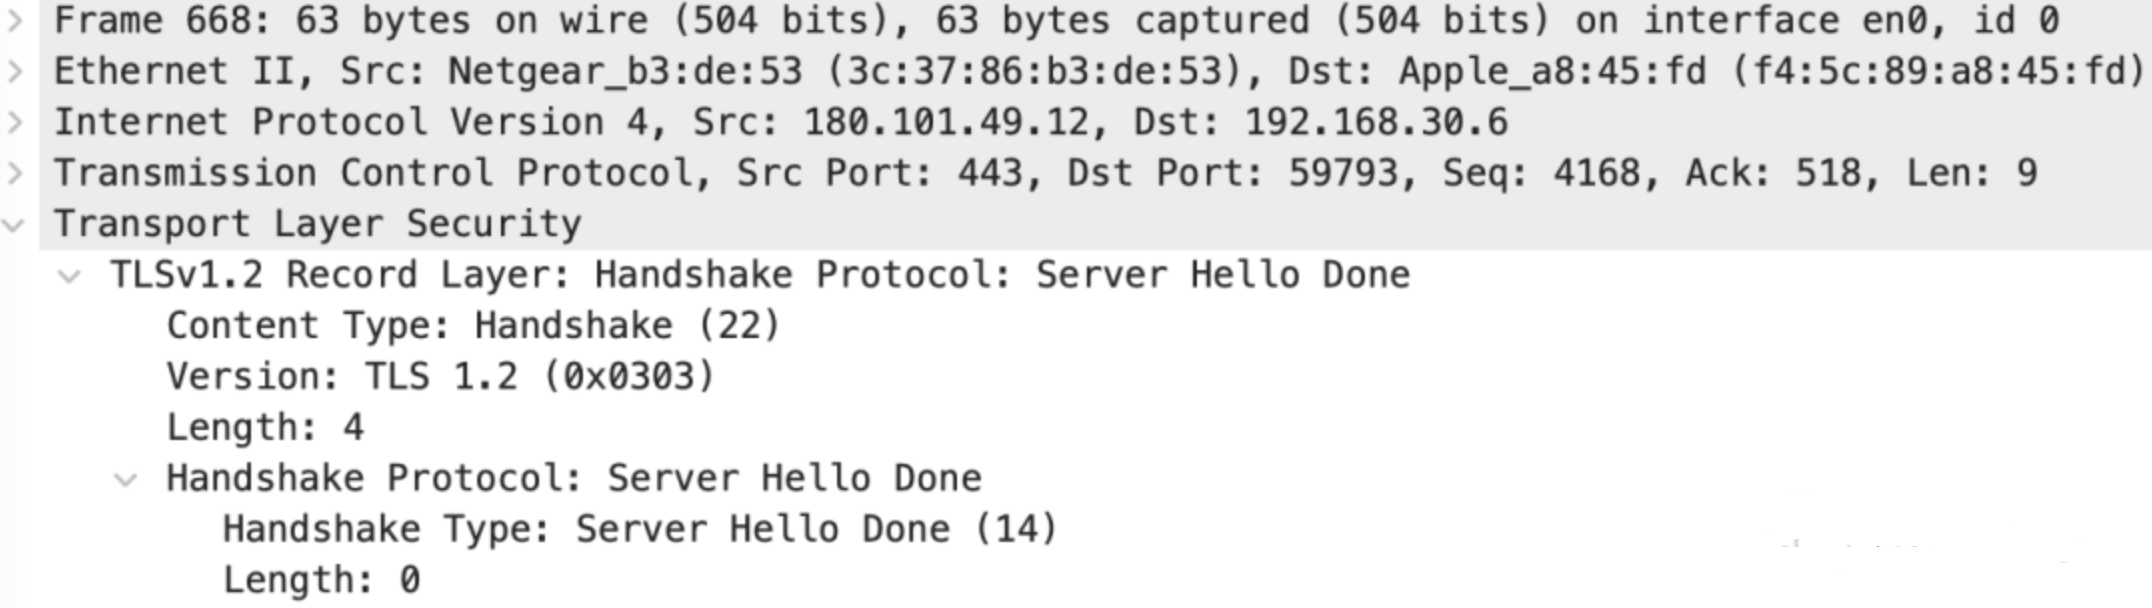 Frame 668: 63 bytes on wire (504 bits), 63 bytes captured (504 bits) on interface en0, id 0
Ethernet II, Src: Netgear_b3:de:53 (3c:37:86:b3:de:53), Dst: Apple_a8:45:fd (f4:5c:89:a8:45:fd)
Internet Protocol Version 4, Src: 180.101.49.12, Dst: 192.168.30.6
Transmission Control Protocol, Src Port: 443, Dst Port: 59793, Seq: 4168, Ack: 518, Len: 9
Transport Layer Security
TLSv1.2 Record Layer: Handshake Protocol: Server Hello Done
Content Type: Handshake (22)
Version: TLS 1.2 (0x0303)
Length: 4
Handshake Protocol: Server Hello Done
Handshake Type: Server Hello Done (14)
Length: 0